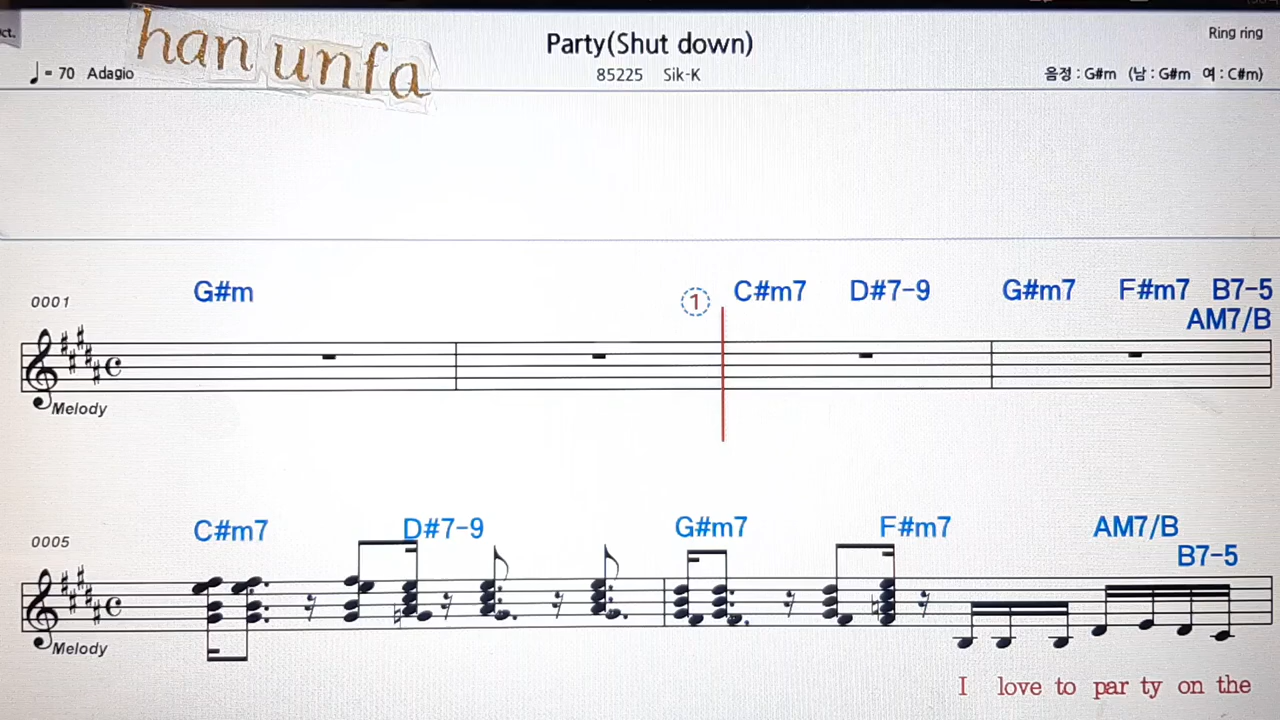 ct.
han unfa
Party(Shut down)
Ring ring
= 70 Adagio
85225 Sik-K
음정 : G#m (남 : G#m 여 : C#m)
0001
G#m
1
C#m7 D#7-9 G#m7 F#m7 B7-5
AM7/B
Melody
0005
C#m7 D#7-9 G#m7 F#m7 AM7/B
B7-5
Melody
I love to par ty on the